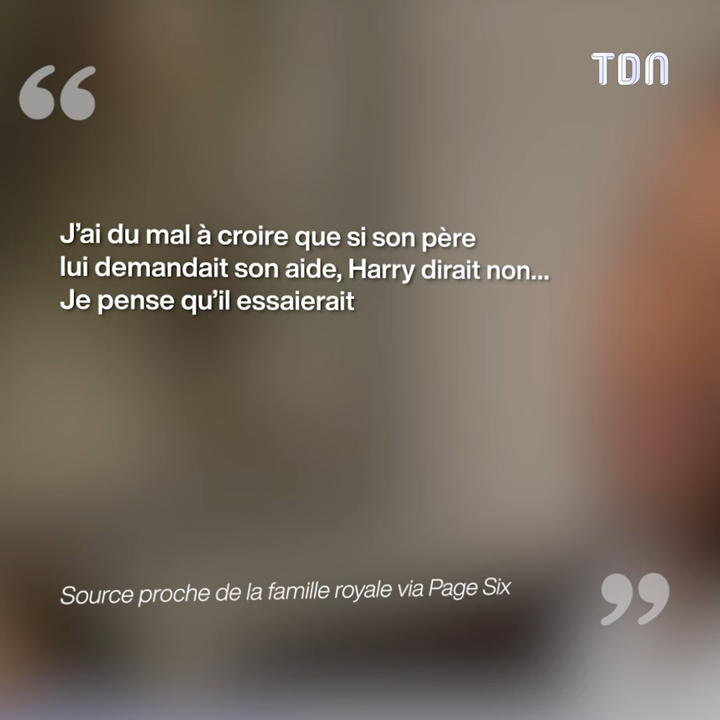 TDN
“
J’ai du mal à croire que si son père
lui demandait son aide, Harry dirait non...
Je pense qu’il essaierait
Source proche de la famille royale via Page Six
”